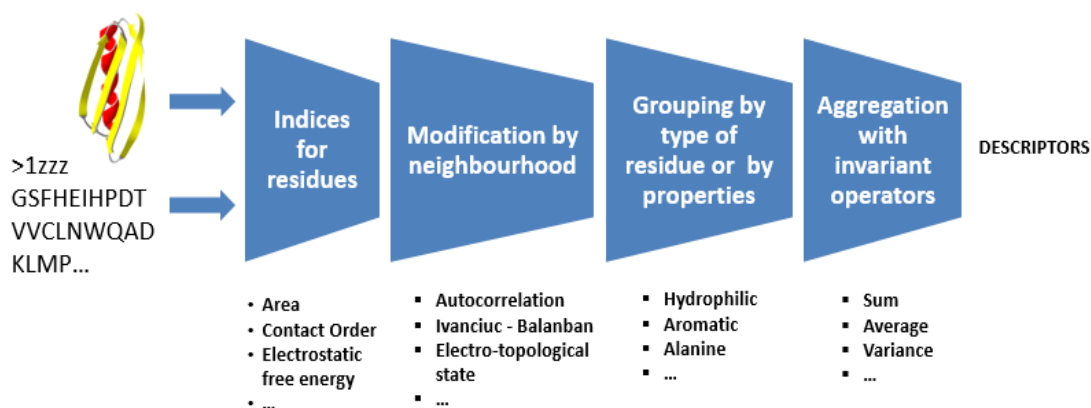 >1zzz
GSFHEIHPDT
VVCLNWQAD
KLMP...
Indices
for
residues
Modification by
neighbourhood
Grouping by
type of
residue or by
properties
Aggregation
with
invariant
operators
DESCRIPTORS
• Area
• Contact Order
• Electrostatic
free energy
• ...
▪ Autocorrelation
▪ Ivanciuc - Balanban
▪ Electro-topological
state
▪ ...
▪ Hydrophilic
▪ Aromatic
▪ Alanine
▪ ...
▪ Sum
▪ Average
▪ Variance
▪ ...